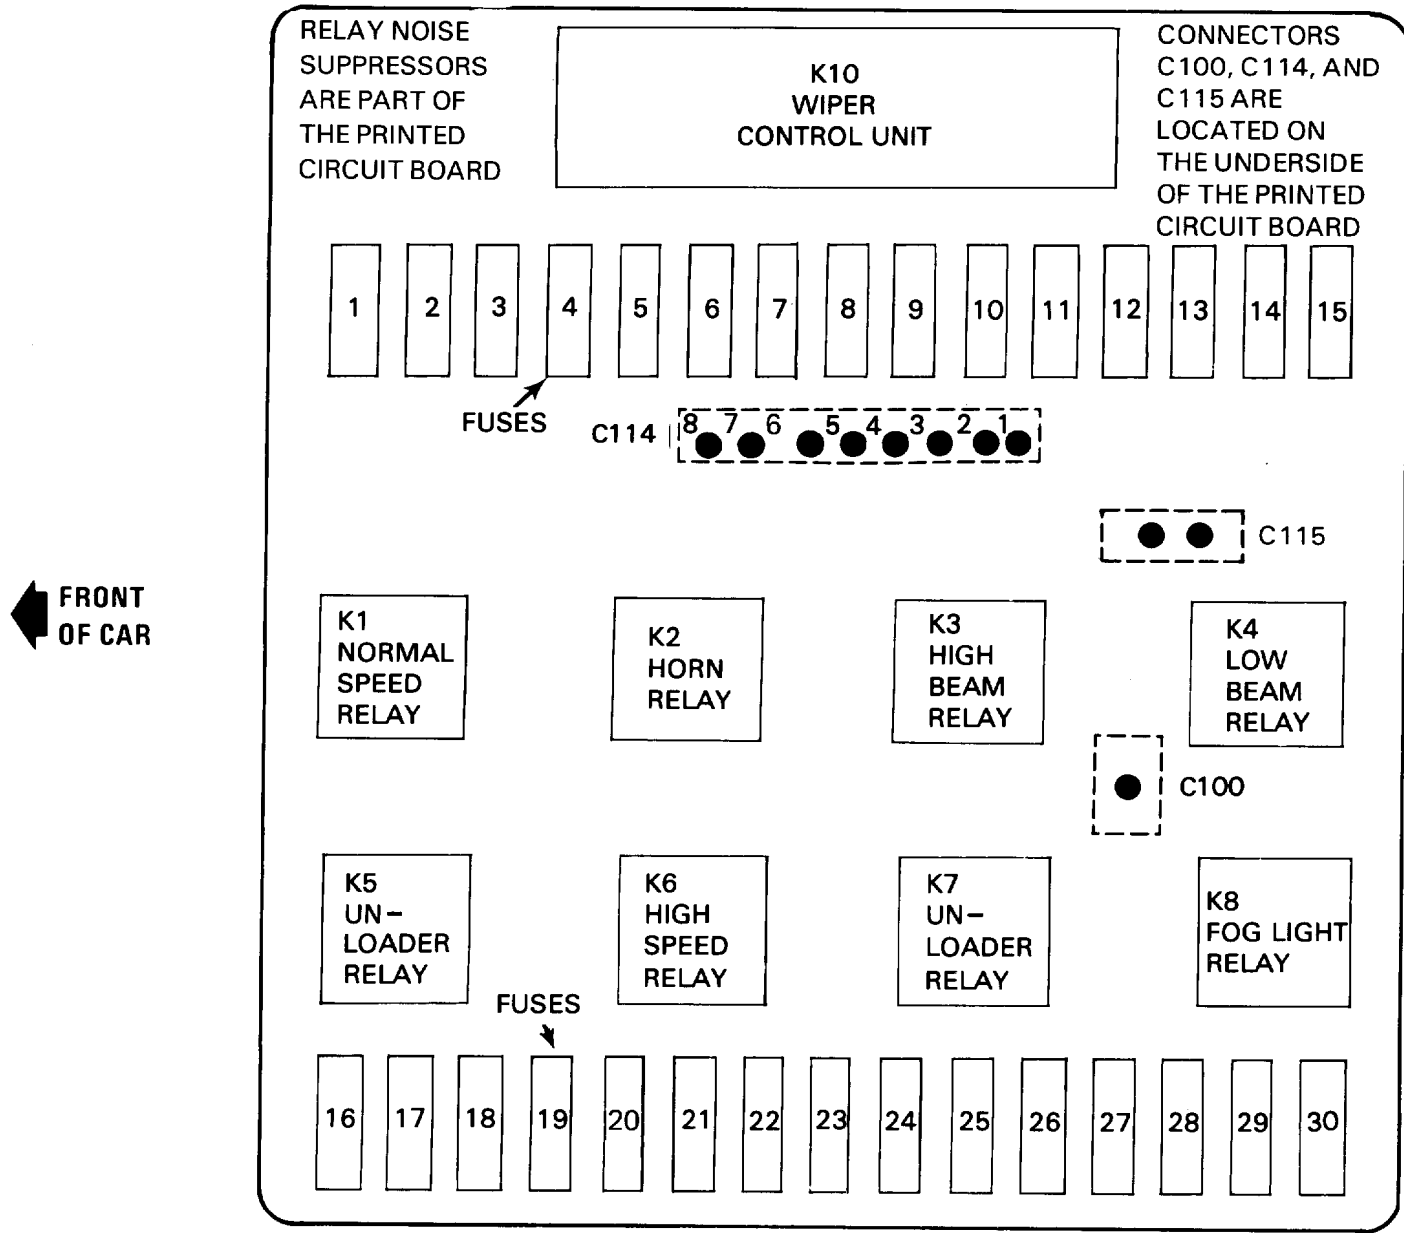 RELAY NOISE
SUPPRESSORS
ARE PART OF
THE PRINTED
CIRCUIT BOARD
K10
WIPER
CONTROL UNIT
CONNECTORS
C100, C114, AND
C115 ARE
LOCATED ON
THE UNDERSIDE
OF THE PRINTED
CIRCUIT BOARD
1 2 3 4 5 6 7 8 9 10 11 12 13 14 15
FUSES
C114
8 7 6 5 4 3 2 1
C115
FRONT
OF CAR
K1
NORMAL
SPEED
RELAY
K2
HORN
RELAY
K3
HIGH
BEAM
RELAY
K4
LOW
BEAM
RELAY
C100
K5
UN-
LOADER
RELAY
K6
HIGH
SPEED
RELAY
K7
UN-
LOADER
RELAY
K8
FOG LIGHT
RELAY
FUSES
16 17 18 19 20 21 22 23 24 25 26 27 28 29 30